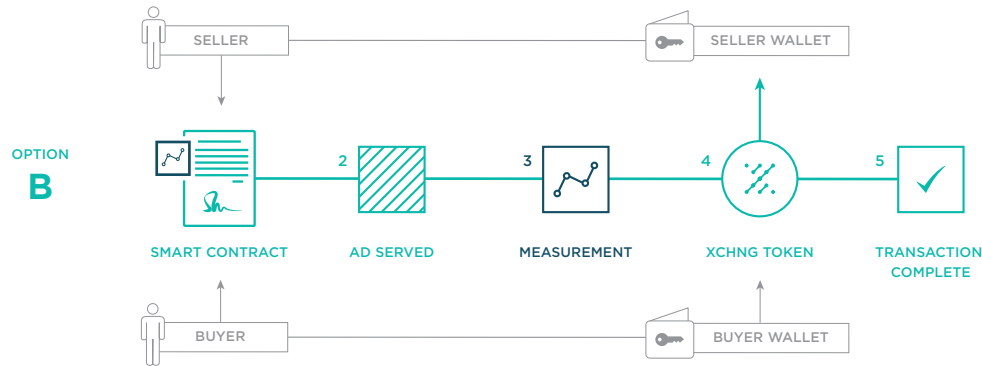 SELLER
SELLER WALLET
OPTION
B
2
3
4
5
SMART CONTRACT
AD SERVED
MEASUREMENT
XCHNG TOKEN
TRANSACTION
COMPLETE
BUYER
BUYER WALLET